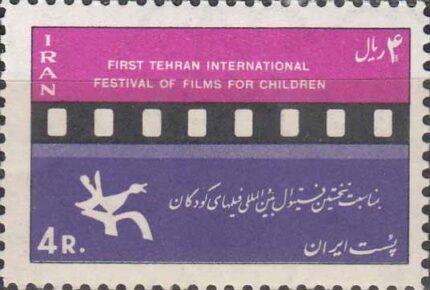 IRAN
۴ ریال
FIRST TEHRAN INTERNATIONAL
FESTIVAL OF FILMS FOR CHILDREN
بمناسبت نخستین فستیوال بین‌المللی فیلمهای کودکان
4 R.
پست ایران